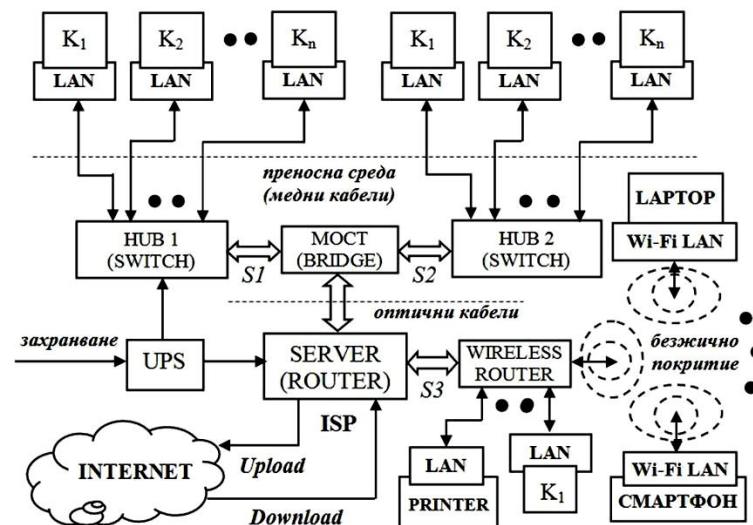 K1
K2
Kn
K1
K2
Kn
LAN
LAN
LAN
LAN
LAN
LAN
преносна среда
(медни кабели)
LAPTOP
Wi-Fi LAN
HUB 1
(SWITCH)
МОСТ
(BRIDGE)
HUB 2
(SWITCH)
S1
S2
оптични кабели
захранване
UPS
SERVER
(ROUTER)
S3
WIRELESS
ROUTER
безжично
покритие
ISP
INTERNET
Upload
Download
LAN
PRINTER
LAN
K1
Wi-Fi LAN
СМАРТФОН